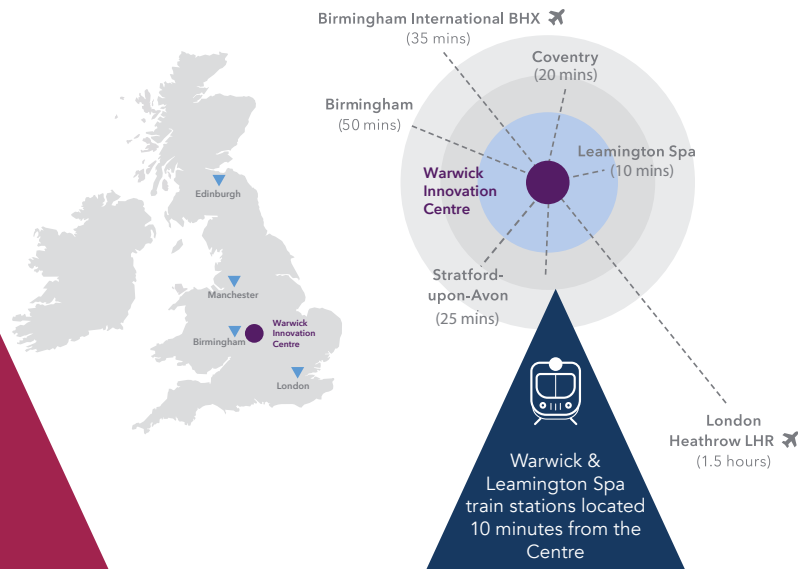 Birmingham International BHX
(35 mins)
Coventry
(20 mins)
Birmingham
(50 mins)
Leamington Spa
(10 mins)
Warwick
Innovation
Centre
Stratford-
upon-Avon
(25 mins)
London
Heathrow LHR
(1.5 hours)
Edinburgh
Manchester
Birmingham
Warwick
Innovation
Centre
London
Warwick &
Leamington Spa
train stations located
10 minutes from the
Centre